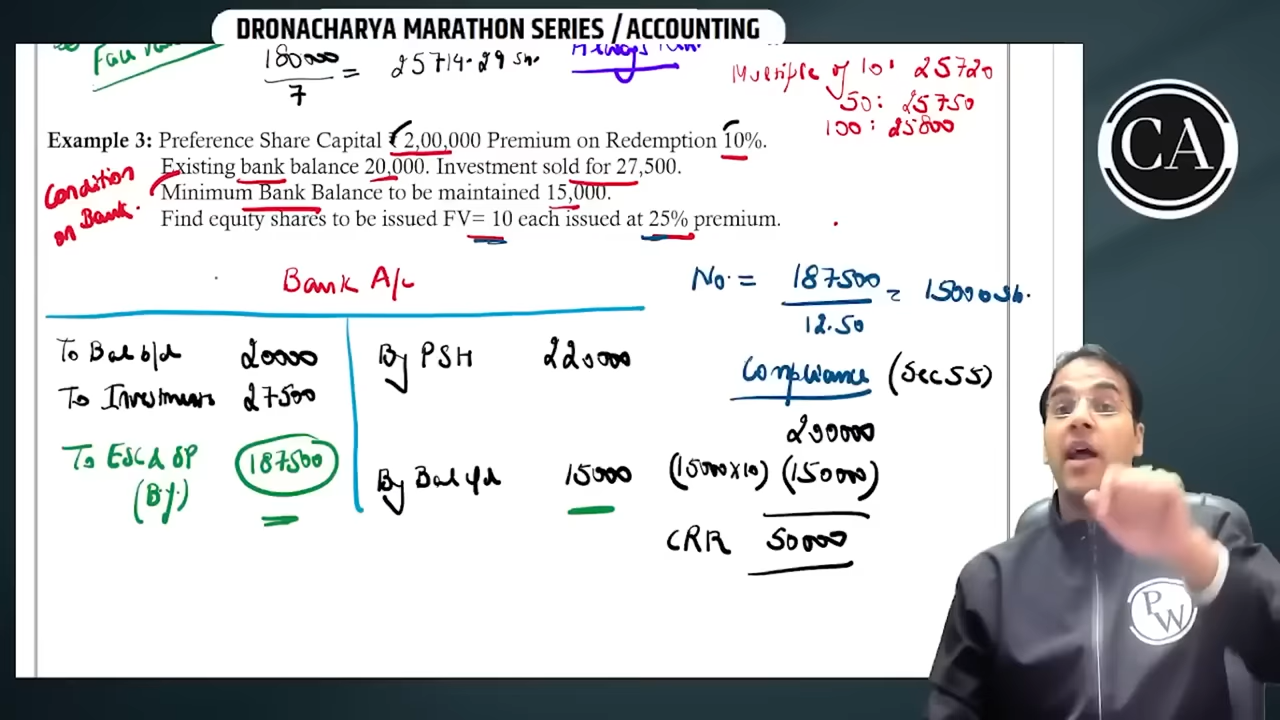 DRONACHARYA MARATHON SERIES / ACCOUNTING
180000
7
= 25714.29 sh.
Multiple of 10: 25720
50: 25750
100: 25800
Example 3: Preference Share Capital ₹ 2,00,000 Premium on Redemption 10%.
Existing bank balance 20,000. Investment sold for 27,500.
Minimum Bank Balance to be maintained 15,000.
Find equity shares to be issued FV= 10 each issued at 25% premium.
Condition
on Bank.
CA
Bank A/c
To Bal b/d 20000 By PSH 220000
To Investment 27500
To ESC & SP 187500 By Bal c/d 15000
(B.f.)
No. = 187500 = 15000 sh.
12.50
Compliance (Sec 55)
200000
(15000x10) (150000)
CRR 50000
PW